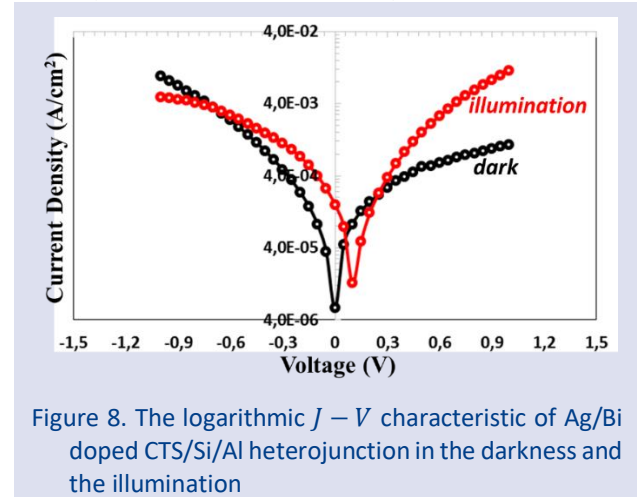 4,0E-02
4,0E-03
4,0E-04
4,0E-05
4,0E-06
Current Density (A/cm²)
illumination
dark
-1,5 -1,2 -0,9 -0,6 -0,3 0 0,3 0,6 0,9 1,2 1,5
Voltage (V)
Figure 8. The logarithmic J − V characteristic of Ag/Bi
doped CTS/Si/Al heterojunction in the darkness and
the illumination